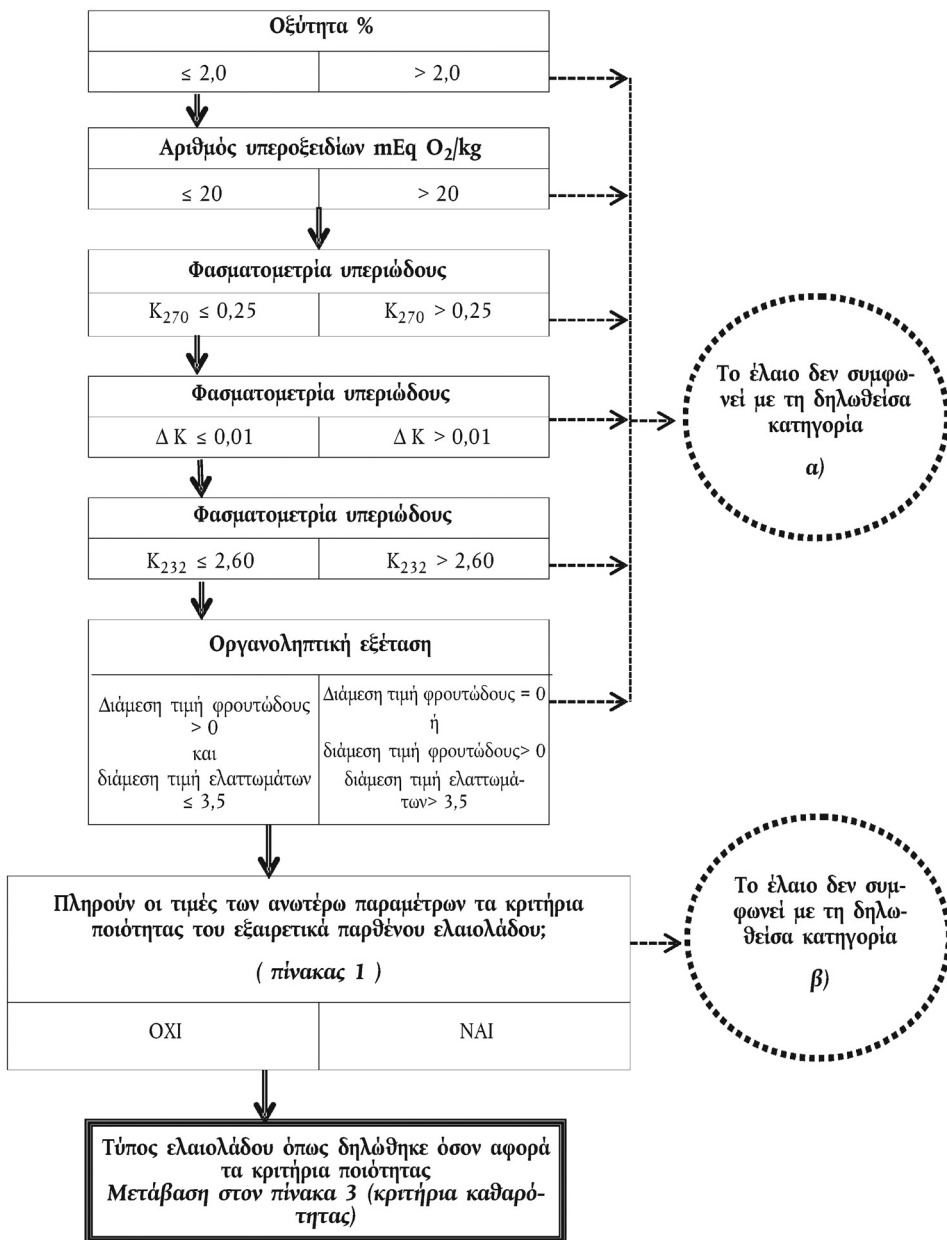 Οξύτητα %
≤ 2,0 > 2,0
Αριθμός υπεροξειδίων mEq O₂/kg
≤ 20 > 20
Φασματομετρία υπεριώδους
K₂₇₀ ≤ 0,25 K₂₇₀ > 0,25
Φασματομετρία υπεριώδους
Δ K ≤ 0,01 Δ K > 0,01
Φασματομετρία υπεριώδους
K₂₃₂ ≤ 2,60 K₂₃₂ > 2,60
Οργανοληπτική εξέταση
Διάμεση τιμή φρουτώδους
> 0
και
διάμεση τιμή ελαττωμάτων
≤ 3,5
Διάμεση τιμή φρουτώδους = 0
ή
διάμεση τιμή φρουτώδους> 0
διάμεση τιμή ελαττωμά-
των> 3,5
Το έλαιο δεν συμφω-
νεί με τη δηλωθείσα
κατηγορία
α)
Πληρούν οι τιμές των ανωτέρω παραμέτρων τα κριτήρια
ποιότητας του εξαιρετικά παρθένου ελαιολάδου;
( πίνακας 1 )
ΟΧΙ ΝΑΙ
Το έλαιο δεν συμ-
φωνεί με τη δηλω-
θείσα κατηγορία
β)
Τύπος ελαιολάδου όπως δηλώθηκε όσον αφορά
τα κριτήρια ποιότητας
Μετάβαση στον πίνακα 3 (κριτήρια καθαρό-
τητας)